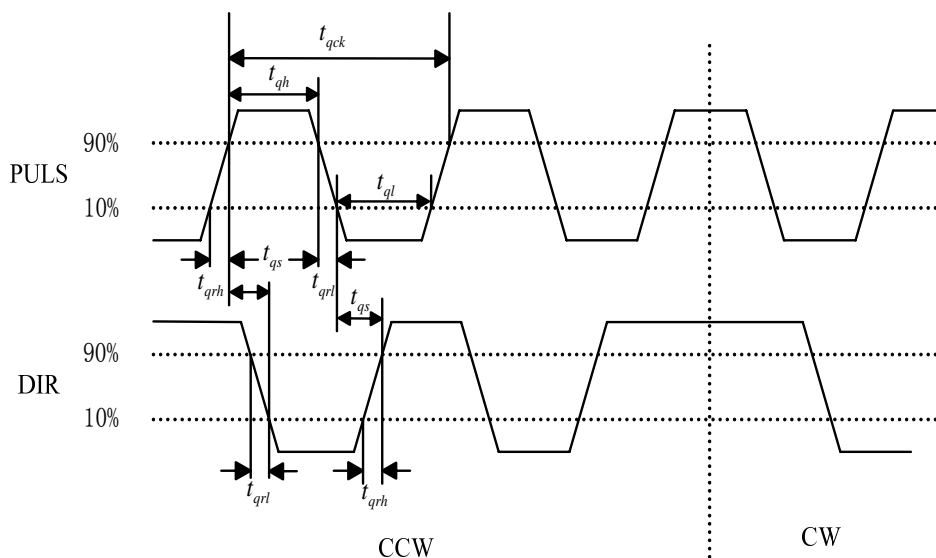 t_qck
t_qh
90%
PULS
t_ql
10%
t_qs
t_qrh
t_qrl
t_qs
90%
DIR
10%
t_qrl
t_qrh
CCW
CW